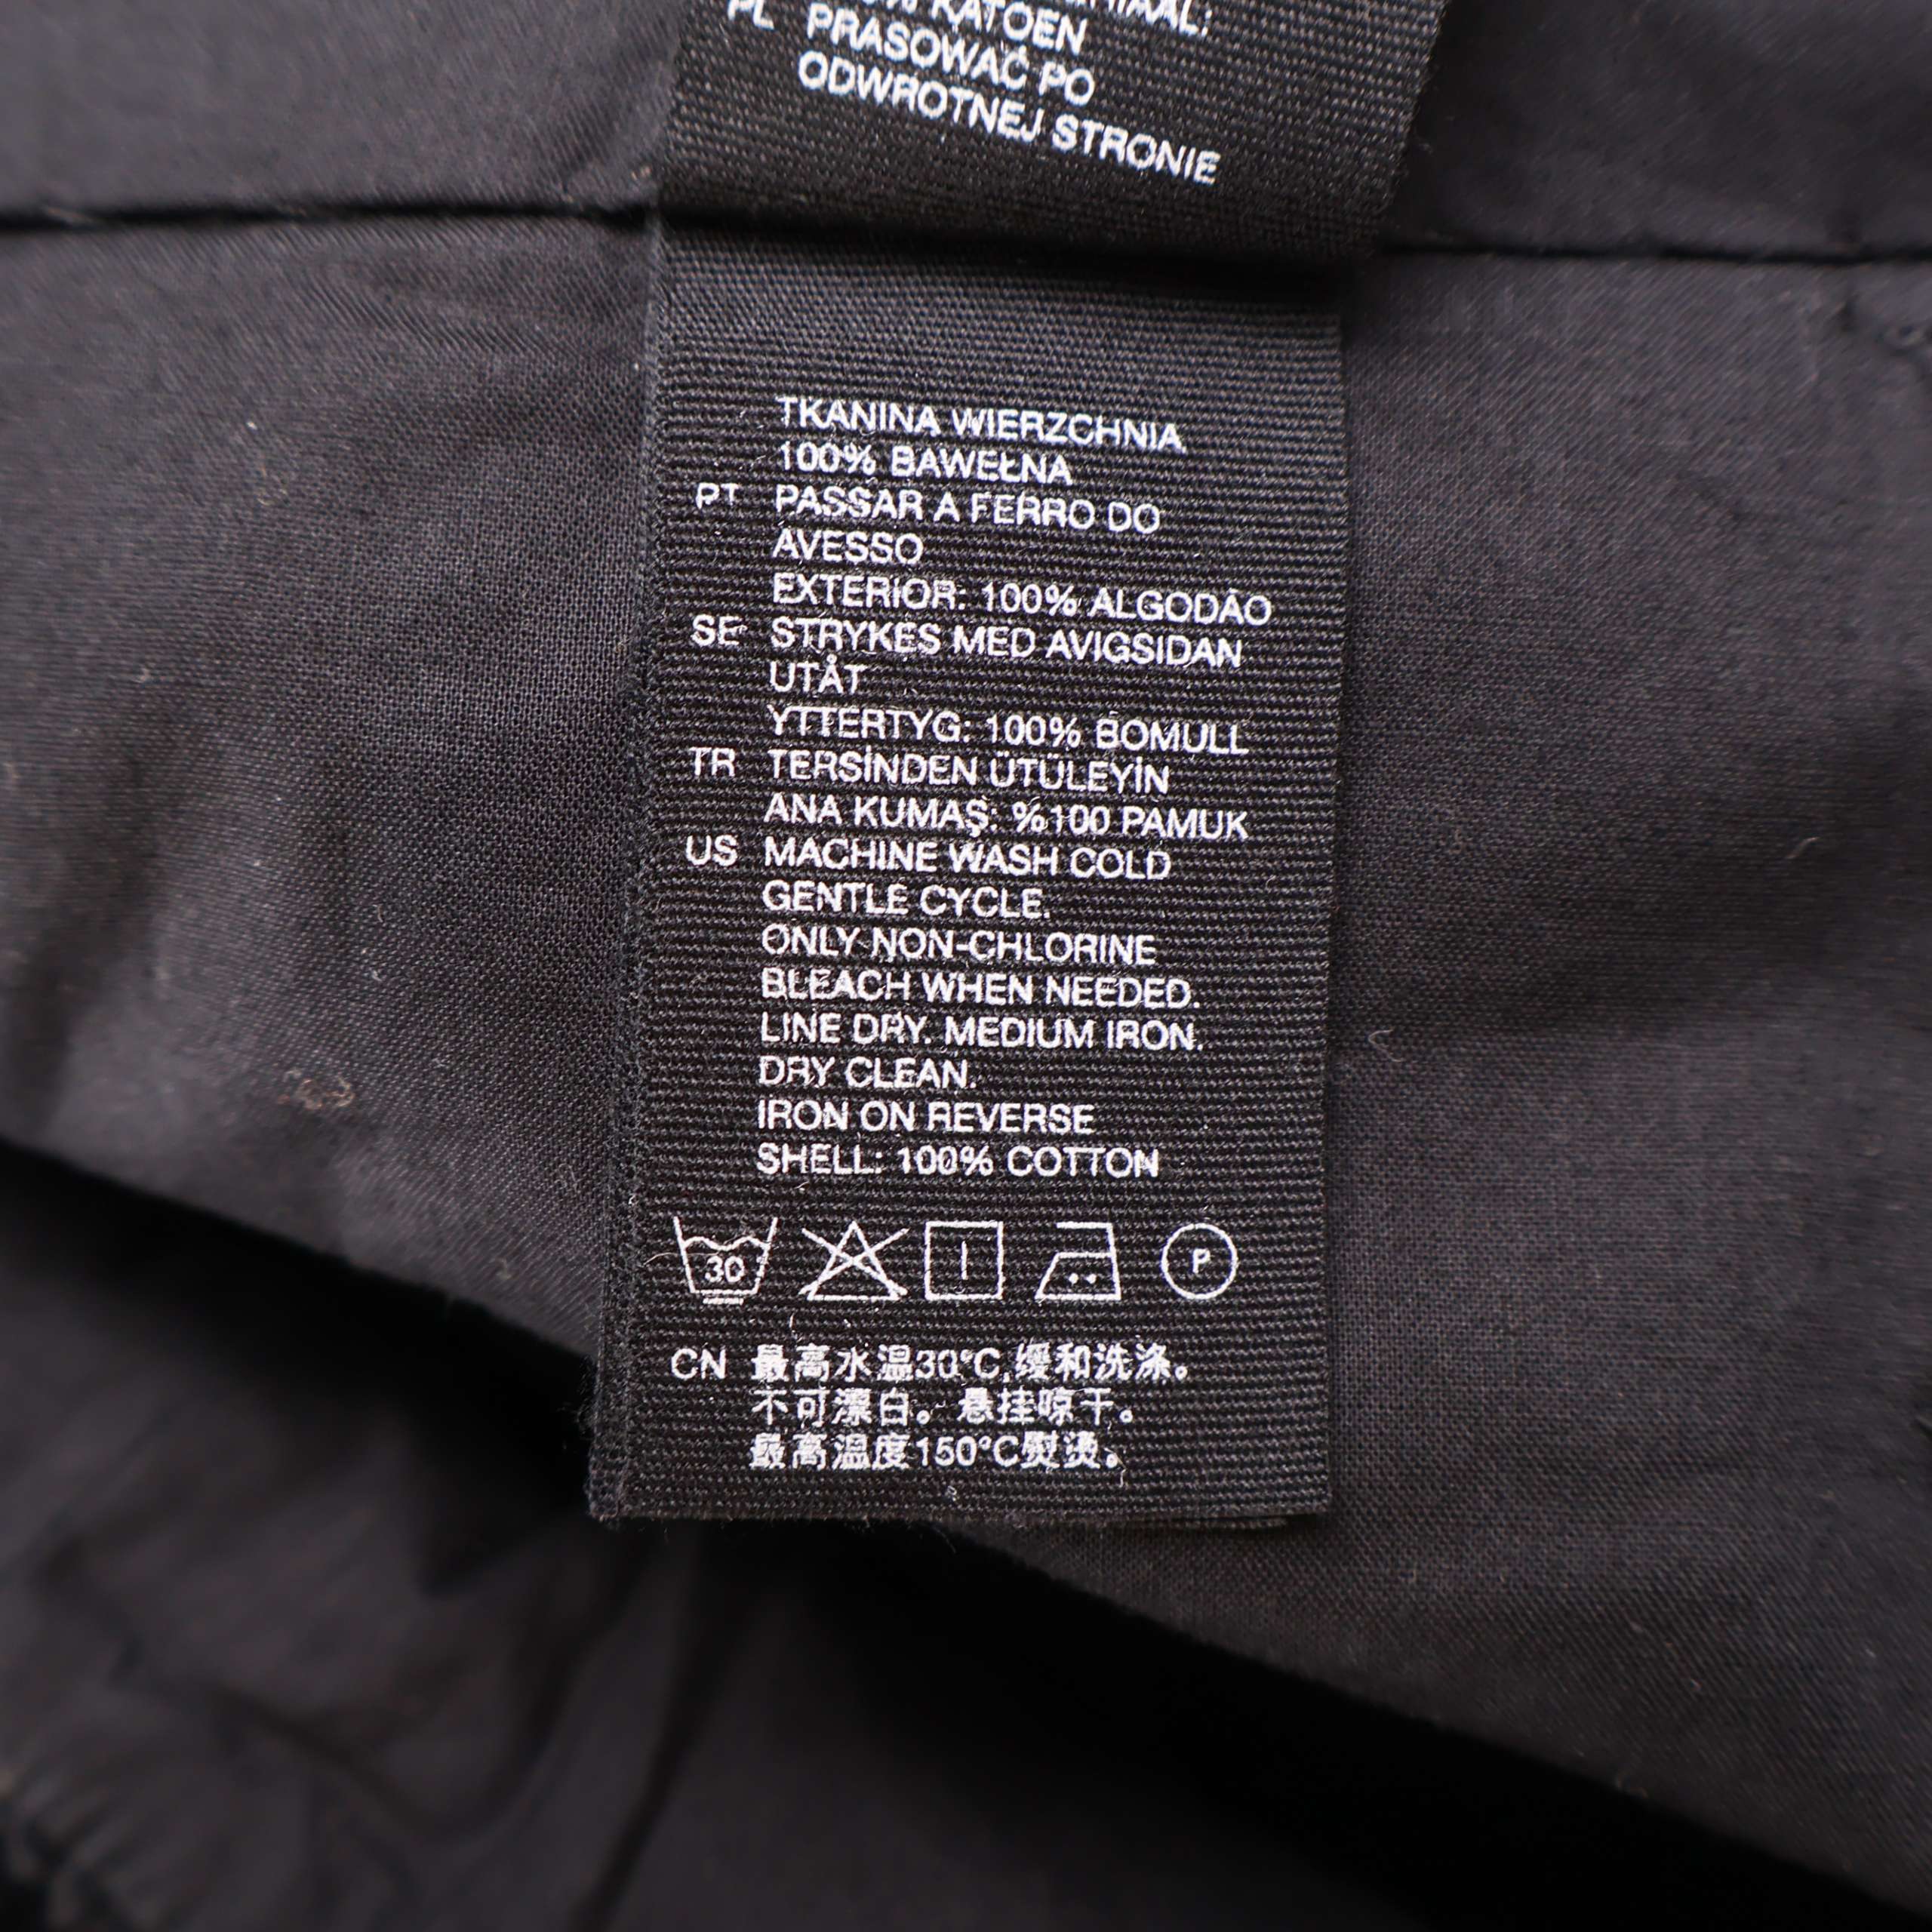 KATOEN
PL PRASOWAĆ PO
ODWROTNEJ STRONIE
TKANINA WIERZCHNIA
100% BAWEŁNA
PT PASSAR A FERRO DO
AVESSO
EXTERIOR: 100% ALGODÃO
SE STRYKES MED AVIGSIDAN
UTÅT
YTTERTYG: 100% BOMULL
TR TERSİNDEN ÜTÜLEYİN
ANA KUMAŞ: %100 PAMUK
US MACHINE WASH COLD
GENTLE CYCLE.
ONLY NON-CHLORINE
BLEACH WHEN NEEDED.
LINE DRY. MEDIUM IRON.
DRY CLEAN.
IRON ON REVERSE
SHELL: 100% COTTON
30 P
CN 最高水温30°C,缓和洗涤。
不可漂白。悬挂晾干。
最高温度150°C熨烫。